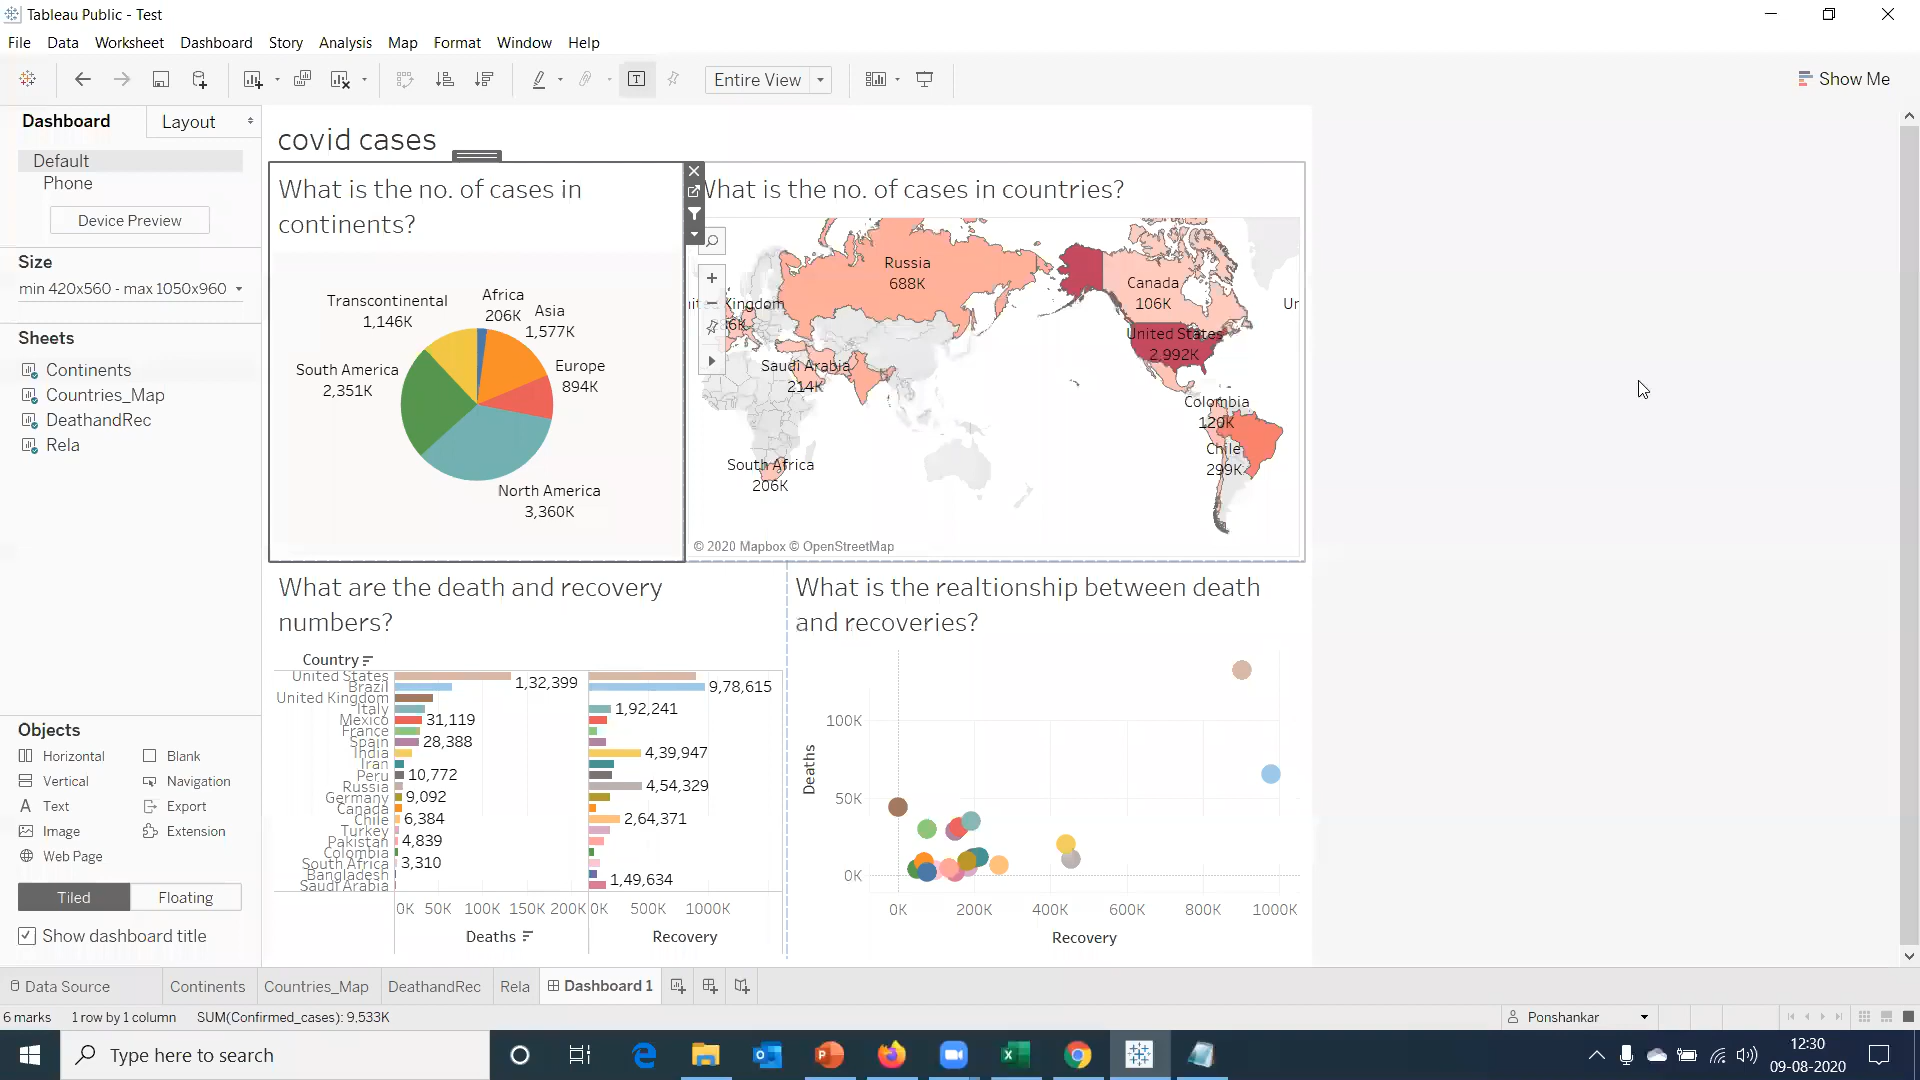 Tableau Public - Test
File Data Worksheet Dashboard Story Analysis Map Format Window Help
Entire View
Show Me
Dashboard Layout
Default
Phone
Device Preview
Size
min 420x560 - max 1050x960
Sheets
Continents
Countries_Map
DeathandRec
Rela
Objects
Horizontal Blank
Vertical Navigation
Text Export
Image Extension
Web Page
Tiled Floating
Show dashboard title
covid cases
What is the no. of cases in
continents?
Transcontinental
1,146K
Africa
206K
Asia
1,577K
Europe
894K
South America
2,351K
North America
3,360K
What is the no. of cases in countries?
Russia
688K
Canada
106K
Kingdom
United States
2,992K
Saudi Arabia
214K
Colombia
120K
Chile
299K
South Africa
206K
© 2020 Mapbox © OpenStreetMap
What are the death and recovery
numbers?
Country
United States 1,32,399
Brazil 9,78,615
United Kingdom
Italy 1,92,241
Mexico 31,119
France
Spain 28,388
India 4,39,947
Iran
Peru 10,772
Russia 4,54,329
Germany 9,092
Canada
Chile 6,384 2,64,371
Turkey
Pakistan 4,839
Colombia
South Africa 3,310
Bangladesh
Saudi Arabia 1,49,634
0K 50K 100K 150K 200K 0K 500K 1000K
Deaths Recovery
What is the realtionship between death
and recoveries?
Deaths
100K
50K
0K
0K 200K 400K 600K 800K 1000K
Recovery
Data Source Continents Countries_Map DeathandRec Rela Dashboard 1
6 marks 1 row by 1 column SUM(Confirmed_cases): 9,533K
Ponshankar
Type here to search
12:30
09-08-2020